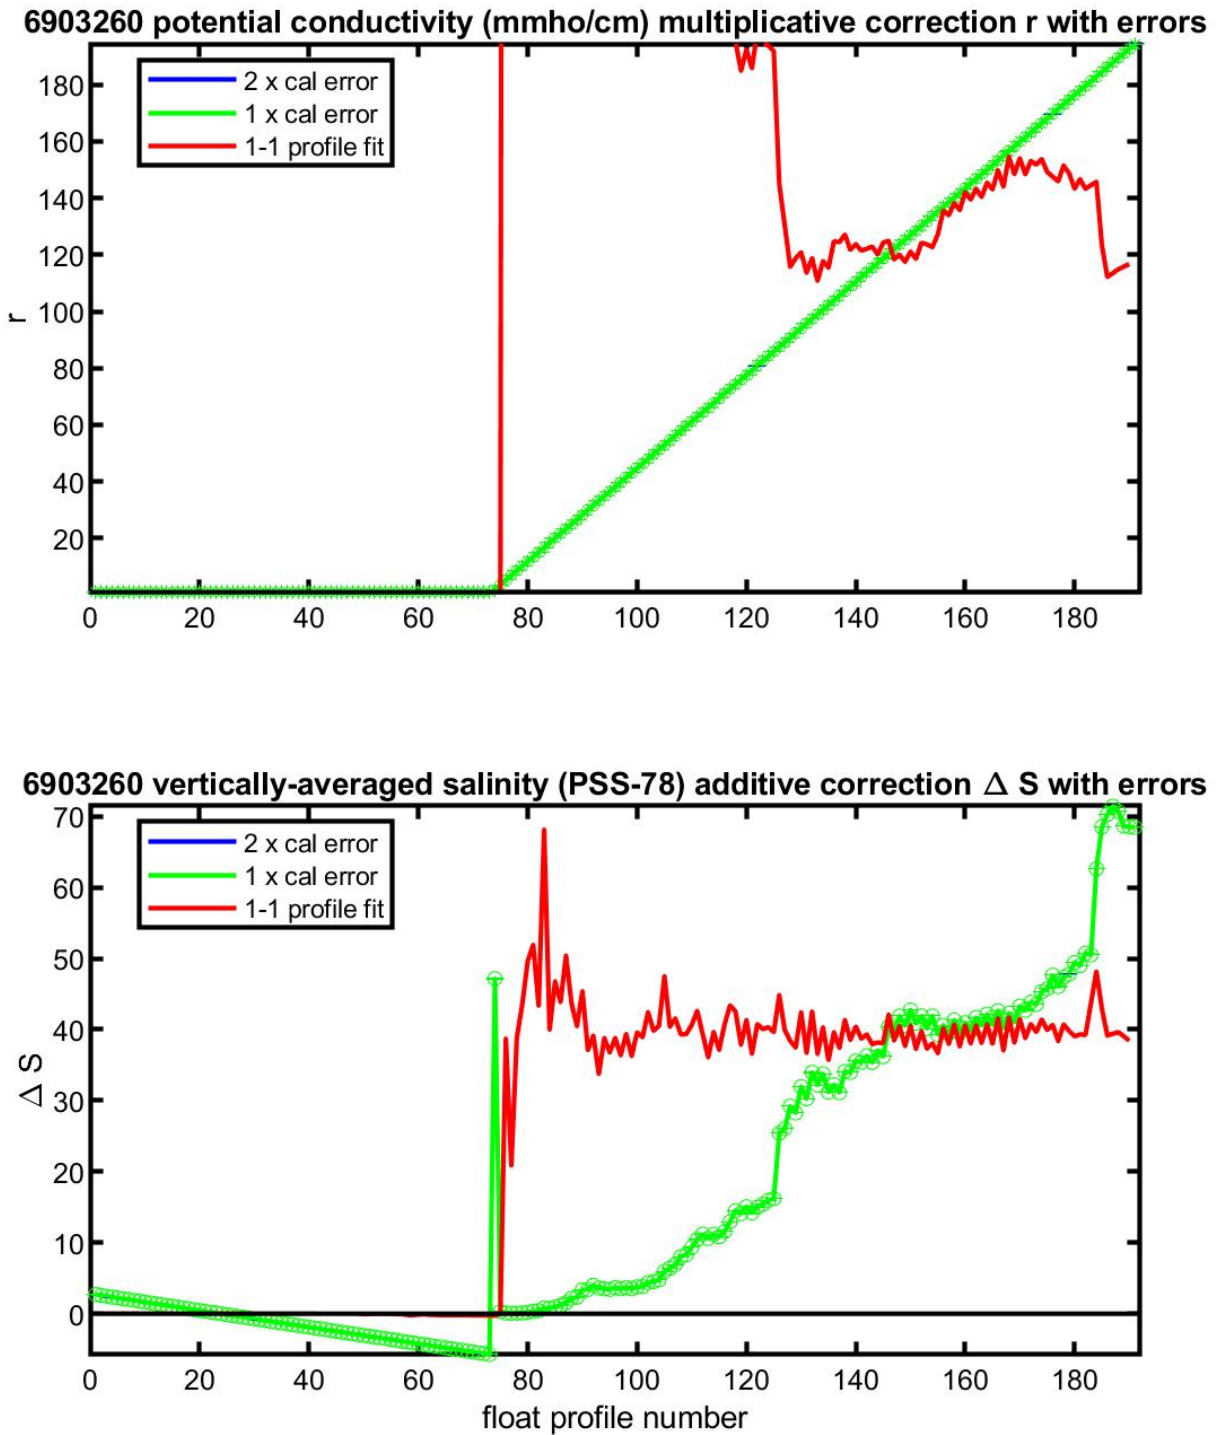 6903260 potential conductivity (mmho/cm) multiplicative correction r with errors
2 x cal error
1 x cal error
1-1 profile fit
r
180
160
140
120
100
80
60
40
20
0 20 40 60 80 100 120 140 160 180
6903260 vertically-averaged salinity (PSS-78) additive correction Δ S with errors
2 x cal error
1 x cal error
1-1 profile fit
Δ S
70
60
50
40
30
20
10
0
0 20 40 60 80 100 120 140 160 180
float profile number